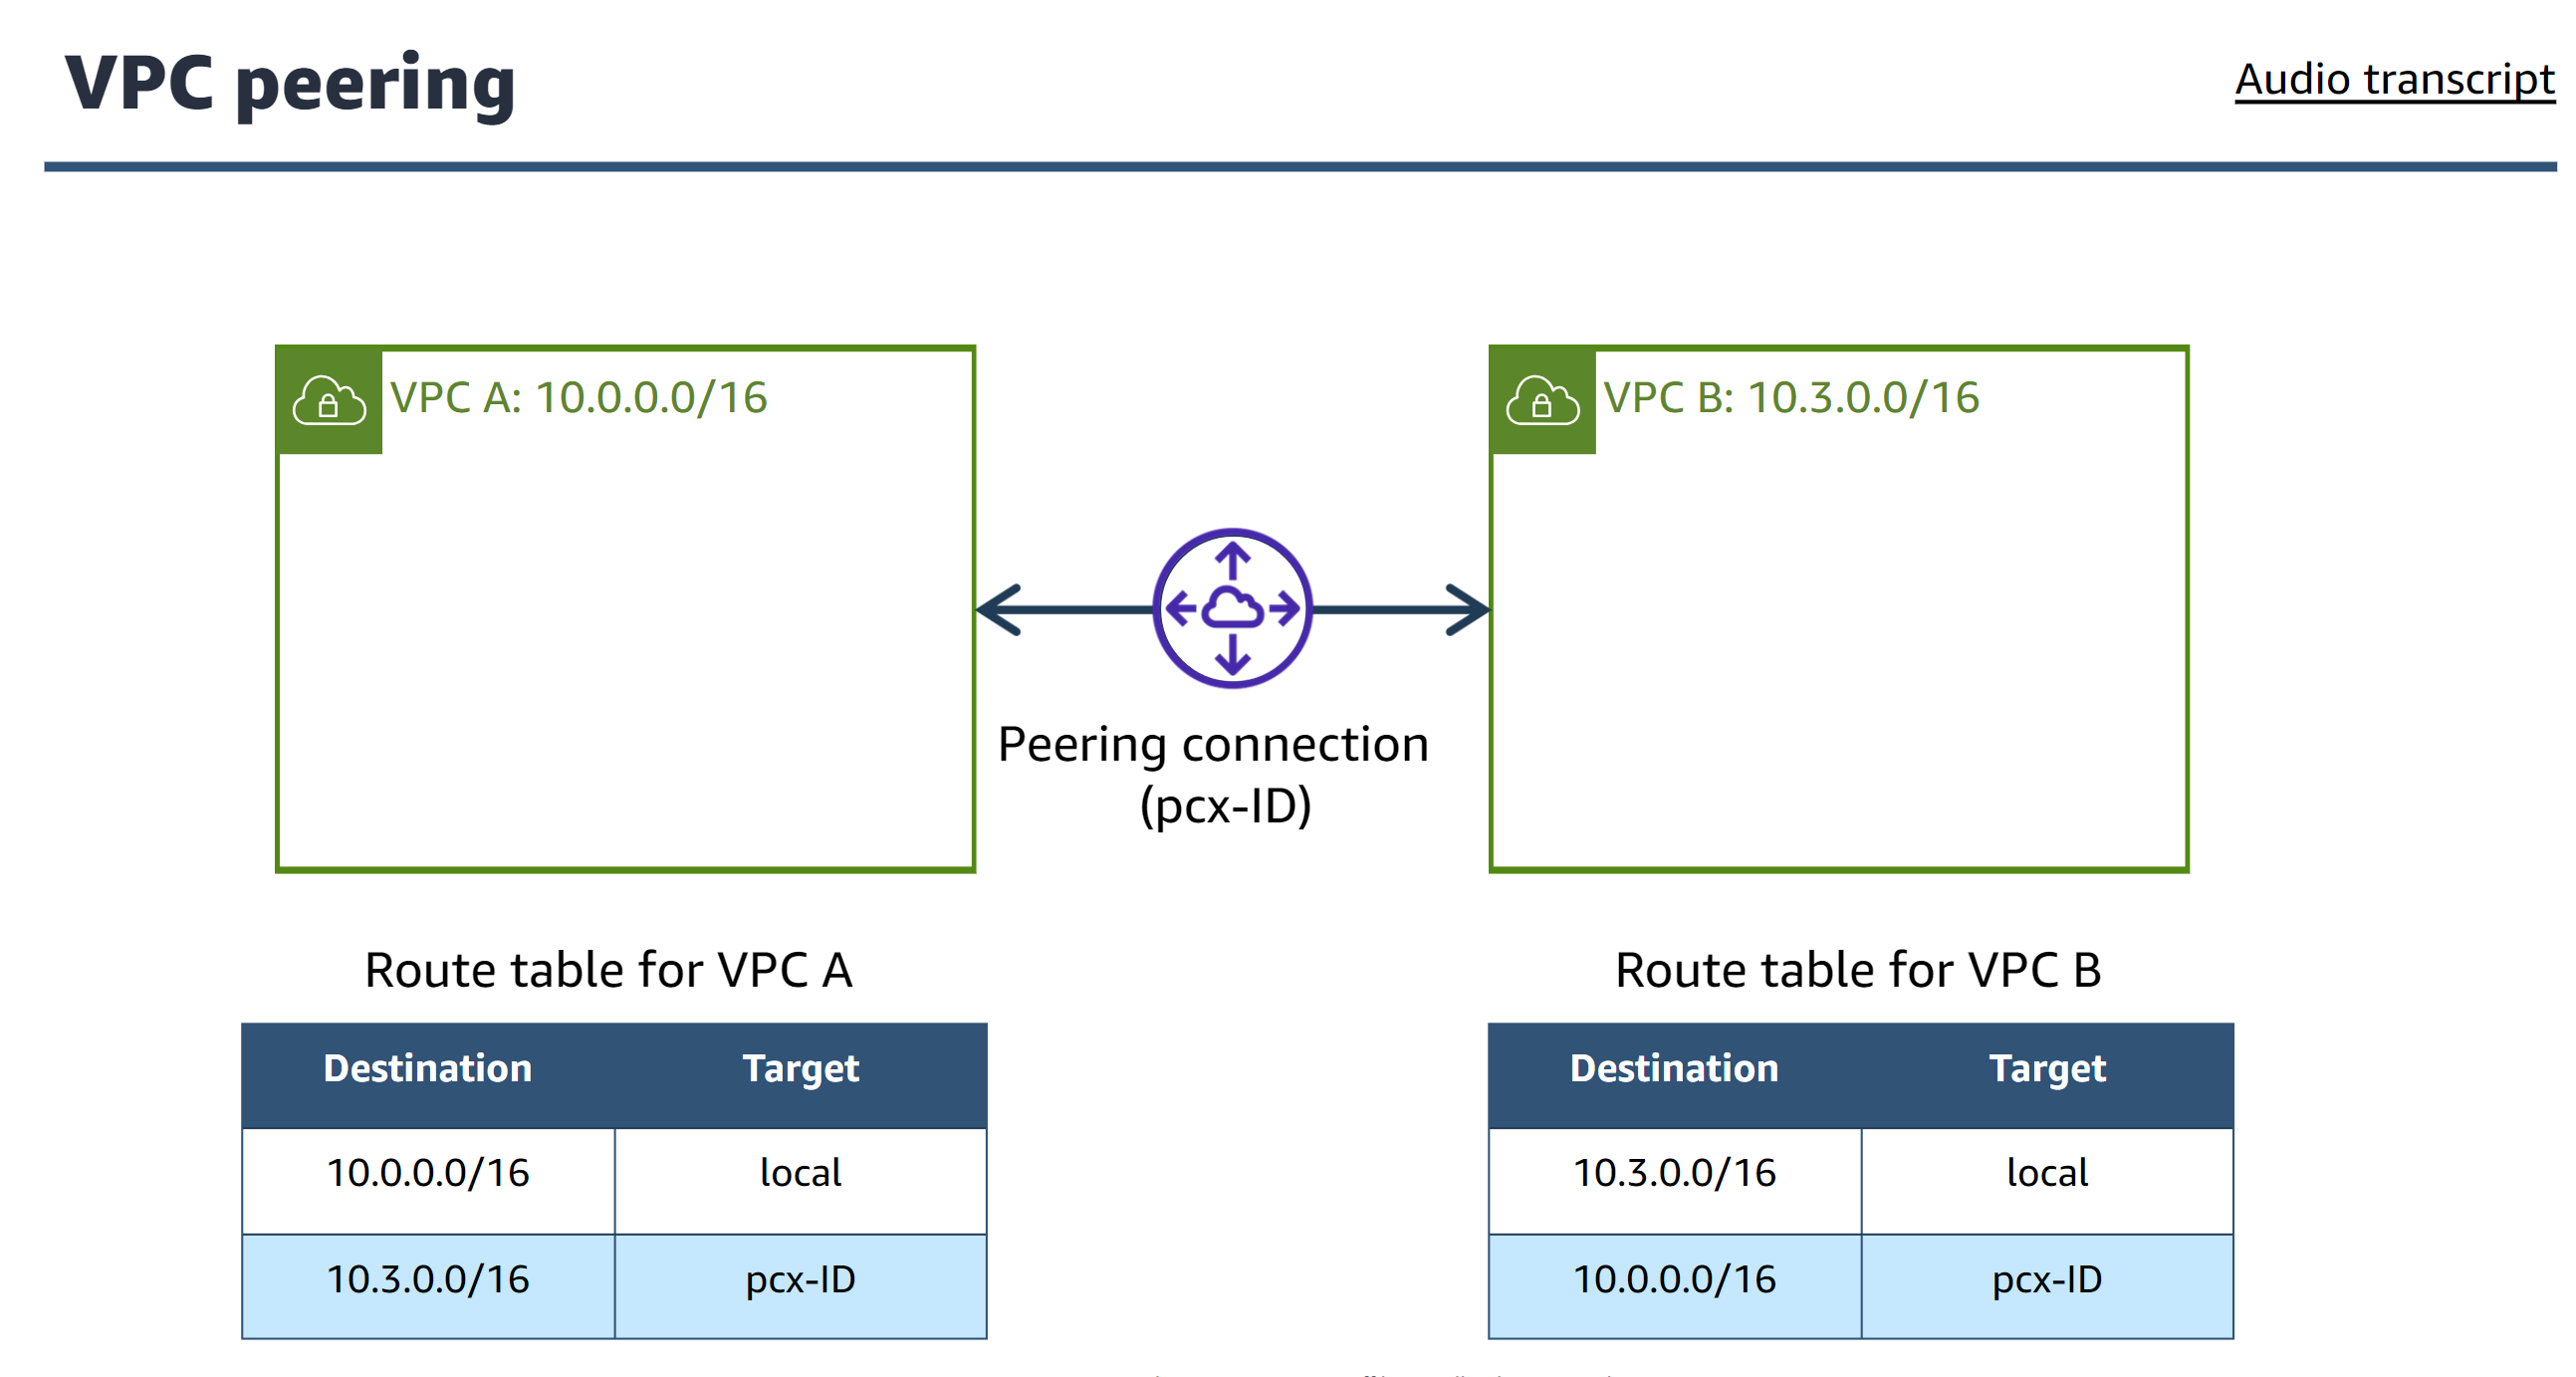 VPC peering
Audio transcript
VPC A: 10.0.0.0/16
VPC B: 10.3.0.0/16
Peering connection
(pcx-ID)
Route table for VPC A
Destination Target
10.0.0.0/16 local
10.3.0.0/16 pcx-ID
Route table for VPC B
Destination Target
10.3.0.0/16 local
10.0.0.0/16 pcx-ID